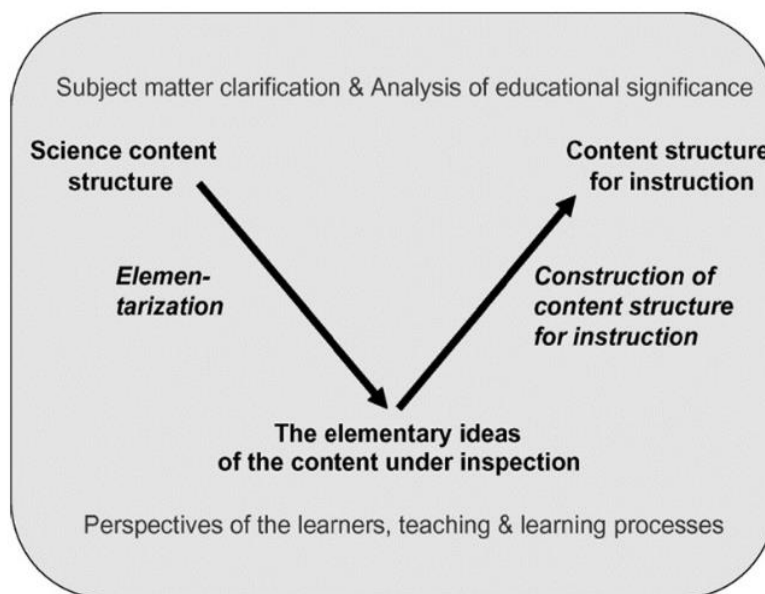 Subject matter clarification & Analysis of educational significance
Science content
structure
Content structure
for instruction
Elemen-
tarization
Construction of
content structure
for instruction
The elementary ideas
of the content under inspection
Perspectives of the learners, teaching & learning processes